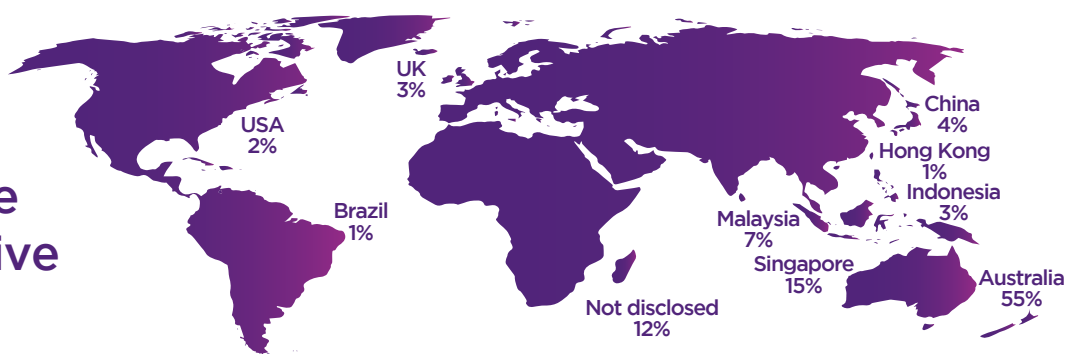 e
ive
UK
3%
USA
2%
Brazil
1%
China
4%
Hong Kong
1%
Indonesia
3%
Malaysia
7%
Singapore
15%
Australia
55%
Not disclosed
12%